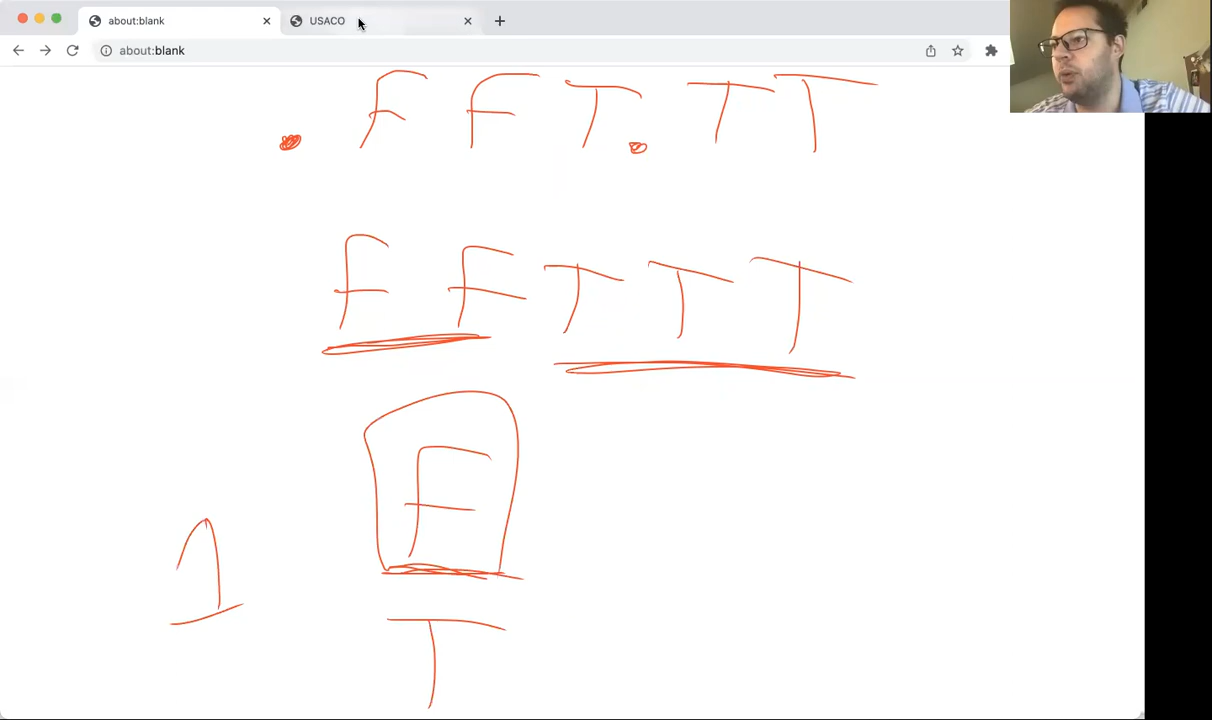 about:blank USACO
about:blank
F F T T T
F F T T T
F
1
T